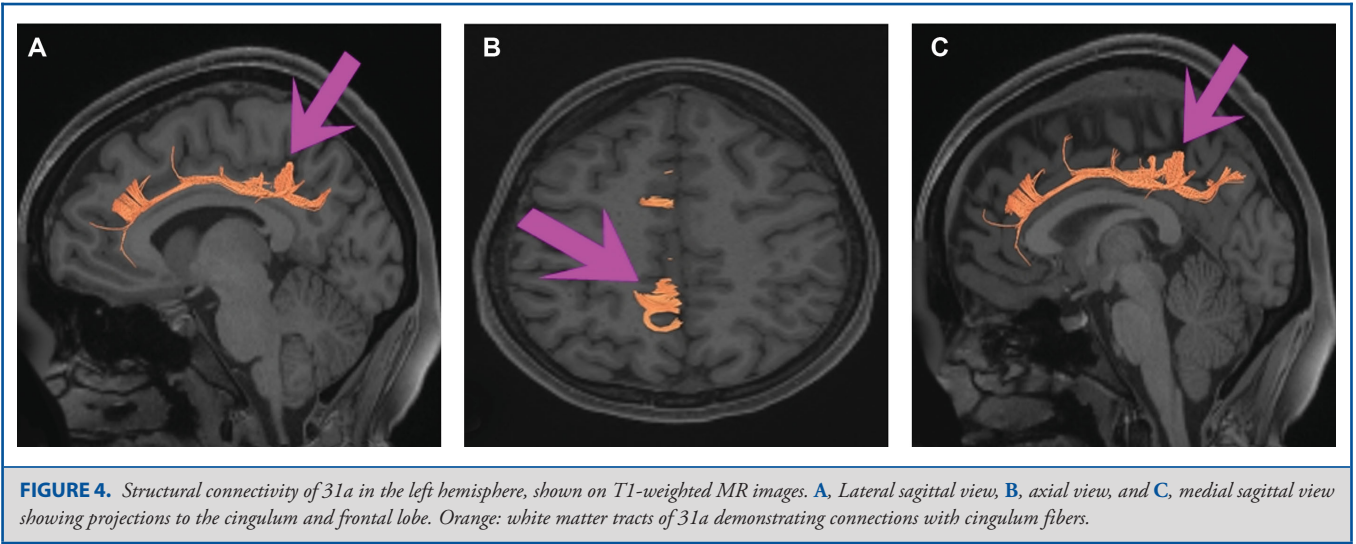 A
B
C
FIGURE 4. Structural connectivity of 31a in the left hemisphere, shown on T1-weighted MR images. A, Lateral sagittal view, B, axial view, and C, medial sagittal view
showing projections to the cingulum and frontal lobe. Orange: white matter tracts of 31a demonstrating connections with cingulum fibers.